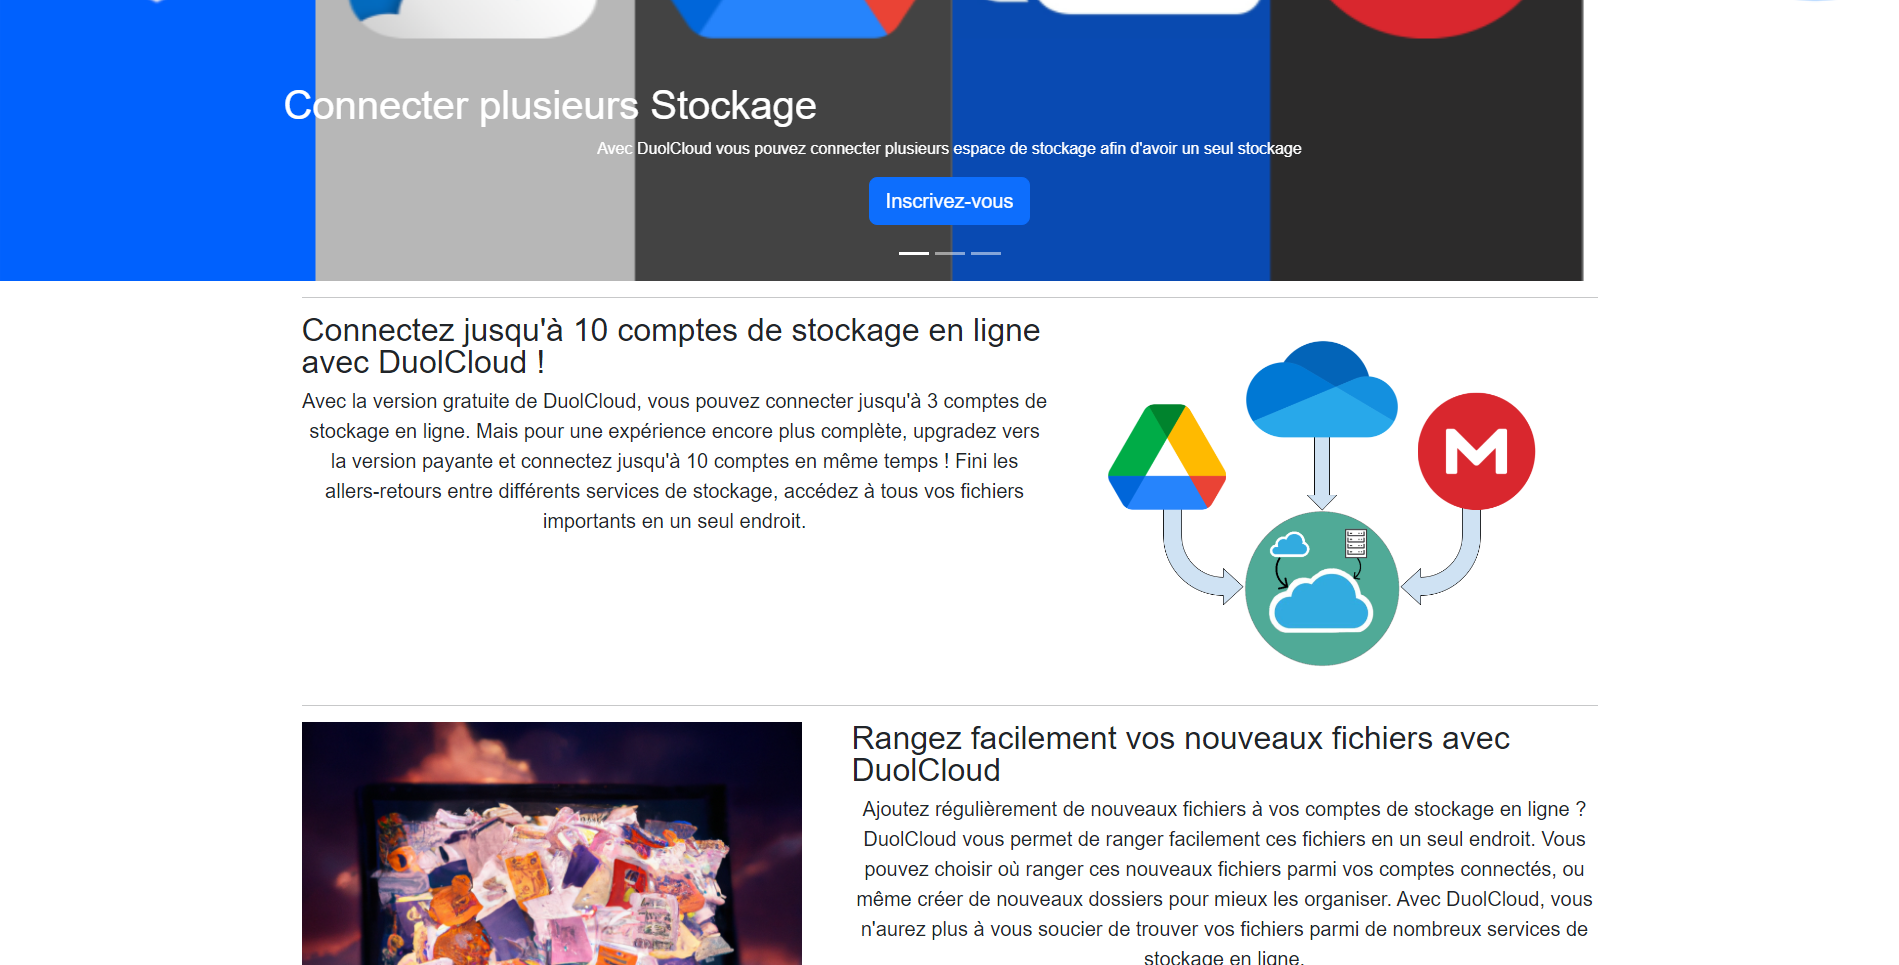 Connecter plusieurs Stockage
Avec DuolCloud vous pouvez connecter plusieurs espace de stockage afin d'avoir un seul stockage
Inscrivez-vous
Connectez jusqu'à 10 comptes de stockage en ligne
avec DuolCloud !
Avec la version gratuite de DuolCloud, vous pouvez connecter jusqu'à 3 comptes de
stockage en ligne. Mais pour une expérience encore plus complète, upgradez vers
la version payante et connectez jusqu'à 10 comptes en même temps ! Fini les
allers-retours entre différents services de stockage, accédez à tous vos fichiers
importants en un seul endroit.
M
Rangez facilement vos nouveaux fichiers avec
DuolCloud
Ajoutez régulièrement de nouveaux fichiers à vos comptes de stockage en ligne ?
DuolCloud vous permet de ranger facilement ces fichiers en un seul endroit. Vous
pouvez choisir où ranger ces nouveaux fichiers parmi vos comptes connectés, ou
même créer de nouveaux dossiers pour mieux les organiser. Avec DuolCloud, vous
n'aurez plus à vous soucier de trouver vos fichiers parmi de nombreux services de
stockage en ligne.